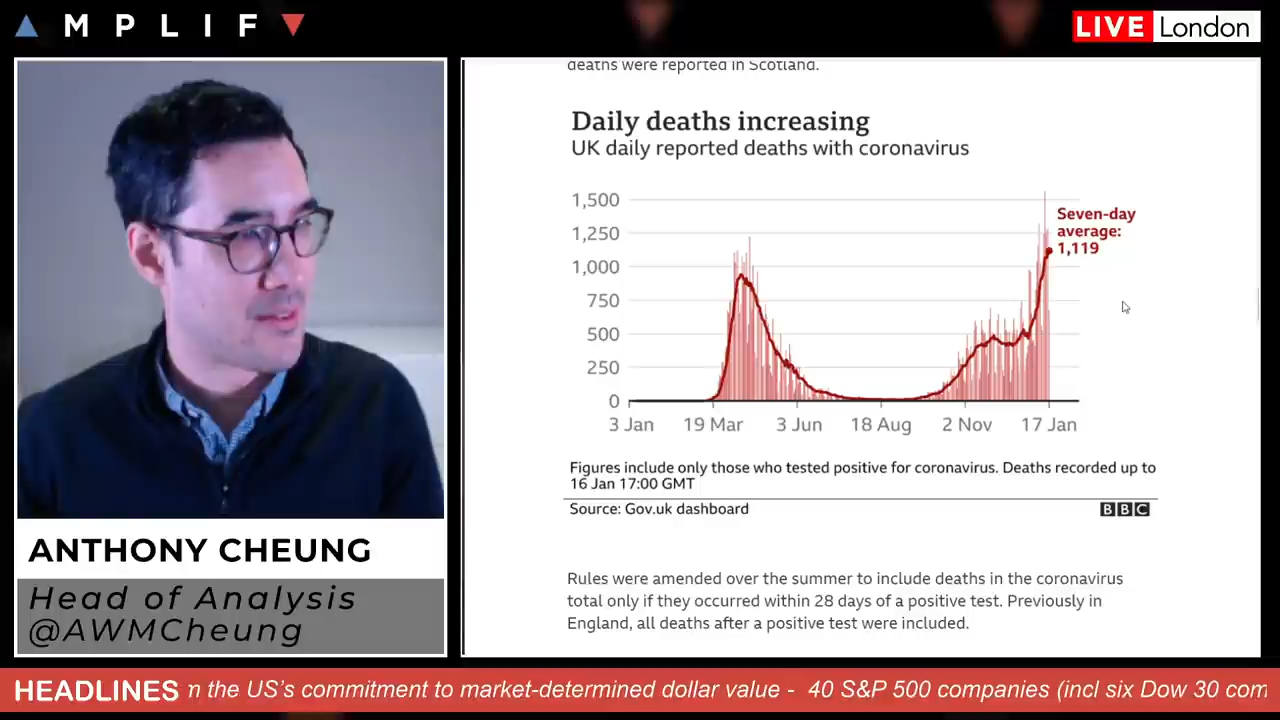 MPLIF
LIVE London
deaths were reported in Scotland.
Daily deaths increasing
UK daily reported deaths with coronavirus
1,500
1,250
1,000
750
500
250
0
Seven-day
average:
1,119
3 Jan 19 Mar 3 Jun 18 Aug 2 Nov 17 Jan
Figures include only those who tested positive for coronavirus. Deaths recorded up to
16 Jan 17:00 GMT
Source: Gov.uk dashboard
BBC
Rules were amended over the summer to include deaths in the coronavirus
total only if they occurred within 28 days of a positive test. Previously in
England, all deaths after a positive test were included.
ANTHONY CHEUNG
Head of Analysis
@AWMCheung
HEADLINES n the US's commitment to market-determined dollar value - 40 S&P 500 companies (incl six Dow 30 com